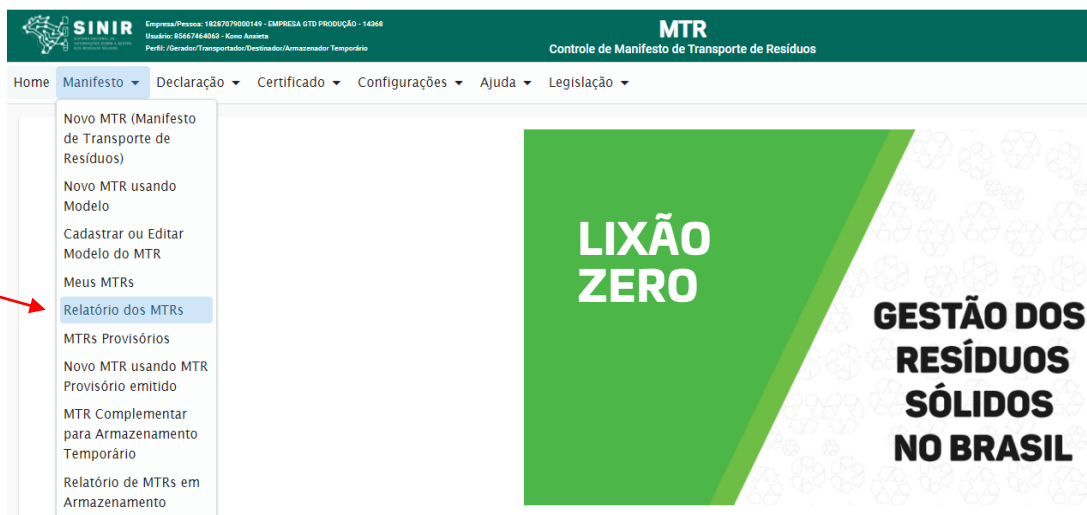 SINIR
Empresa/Pessoa: 18287079000149 - EMPRESA GTD PRODUÇÃO - 14368
Usuário: 85667464063 - Kono Anxieta
Perfil: /Gerador/Transportador/Destinador/Armazenador Temporário
MTR
Controle de Manifesto de Transporte de Resíduos
Home Manifesto Declaração Certificado Configurações Ajuda Legislação
Novo MTR (Manifesto
de Transporte de
Resíduos)
Novo MTR usando
Modelo
Cadastrar ou Editar
Modelo do MTR
Meus MTRs
Relatório dos MTRs
MTRs Provisórios
Novo MTR usando MTR
Provisório emitido
MTR Complementar
para Armazenamento
Temporário
Relatório de MTRs em
Armazenamento
LIXÃO
ZERO
GESTÃO DOS
RESÍDUOS
SÓLIDOS
NO BRASIL